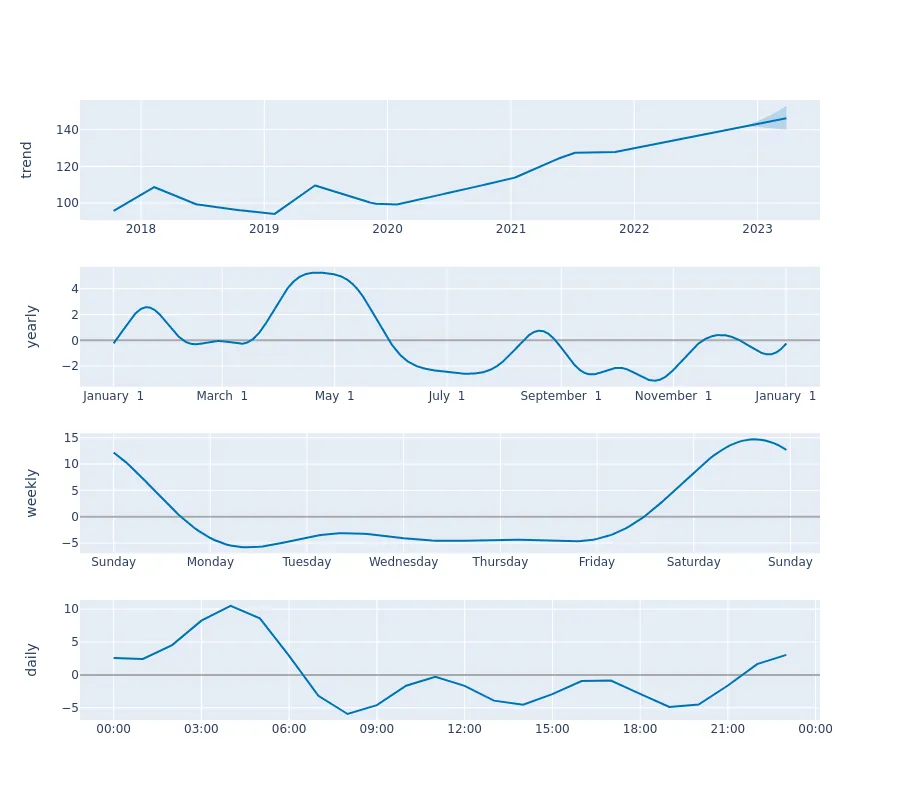 trend
140
120
100
2018 2019 2020 2021 2022 2023
yearly
4
2
0
−2
January 1 March 1 May 1 July 1 September 1 November 1 January 1
weekly
15
10
5
0
−5
Sunday Monday Tuesday Wednesday Thursday Friday Saturday Sunday
daily
10
5
0
−5
00:00 03:00 06:00 09:00 12:00 15:00 18:00 21:00 00:00